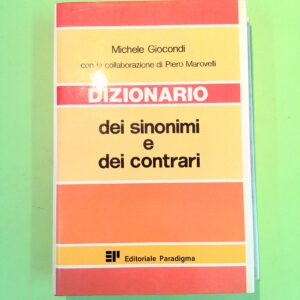 Michele Giocondi
con la collaborazione di Piero Marovelli
DIZIONARIO
dei sinonimi
e
dei contrari
Editoriale Paradigma